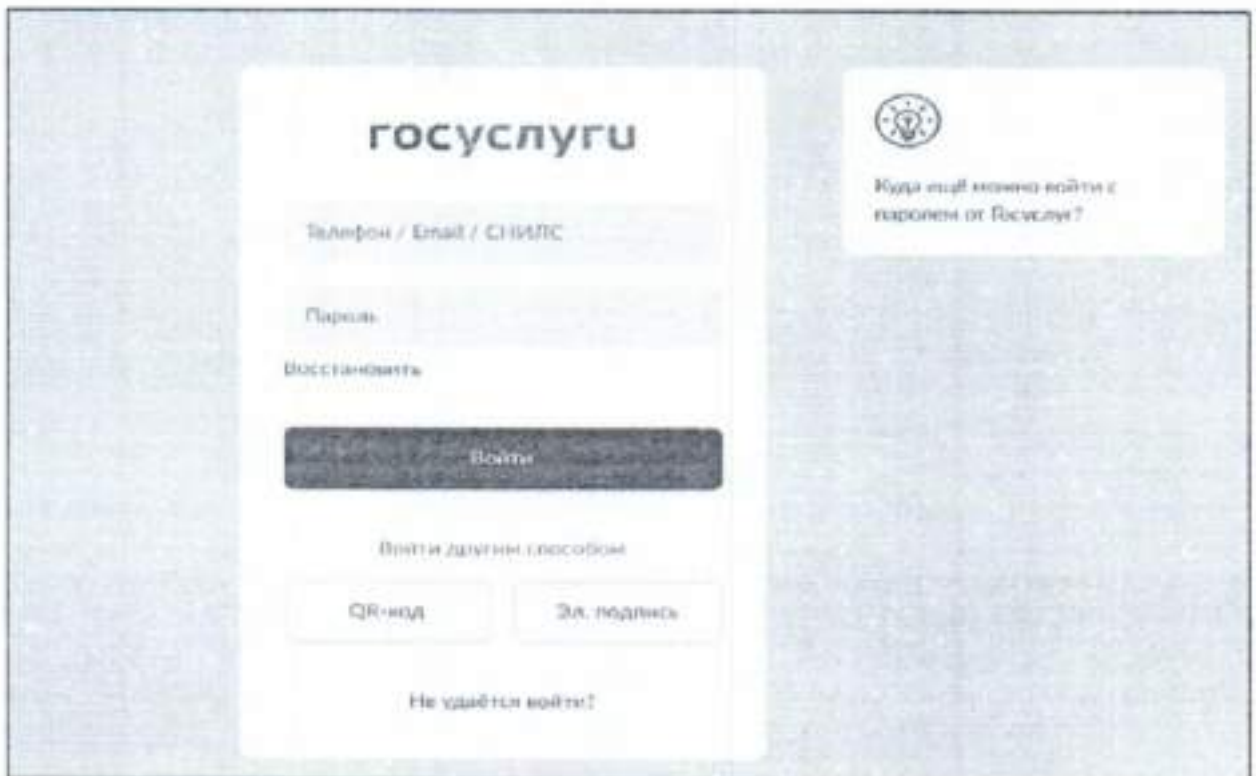 госуслуги
Телефон / Email / СНИЛС
Пароль
Восстановить
Войти
Войти другим способом
QR-код
Эл. подпись
Не удаётся войти?
Куда ещё можно войти с
паролем от Госуслуг?